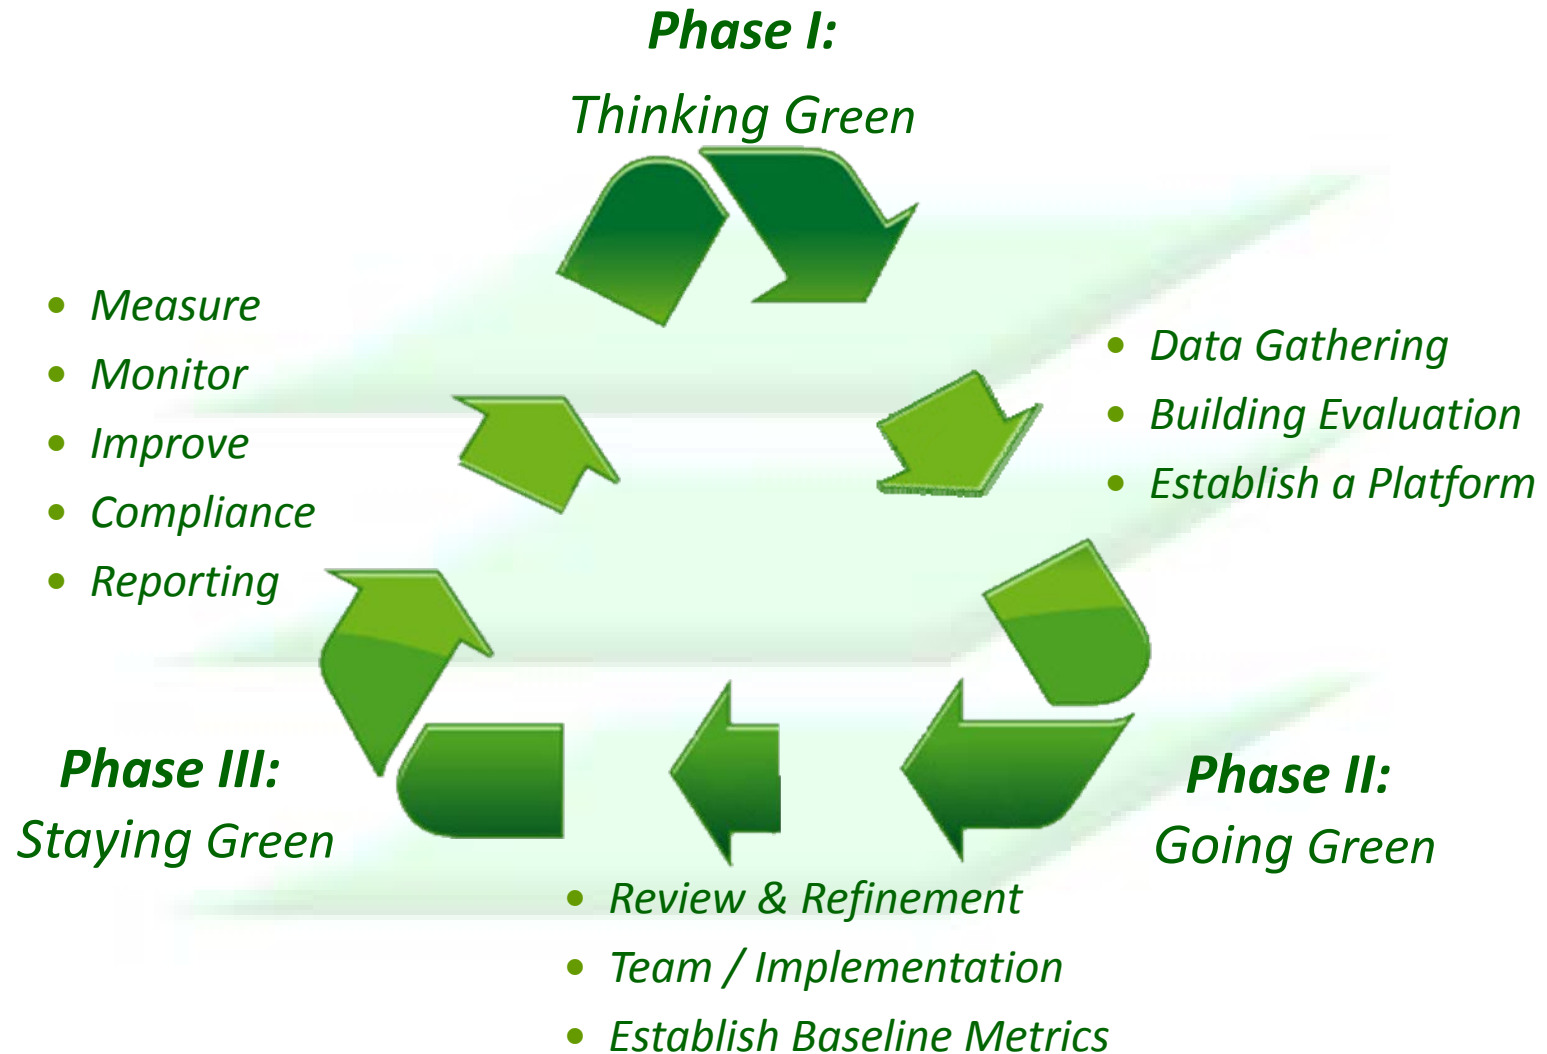 Phase I:
Thinking Green
• Measure
• Monitor
• Improve
• Compliance
• Reporting
• Data Gathering
• Building Evaluation
• Establish a Platform
Phase III:
Staying Green
Phase II:
Going Green
• Review & Refinement
• Team / Implementation
• Establish Baseline Metrics